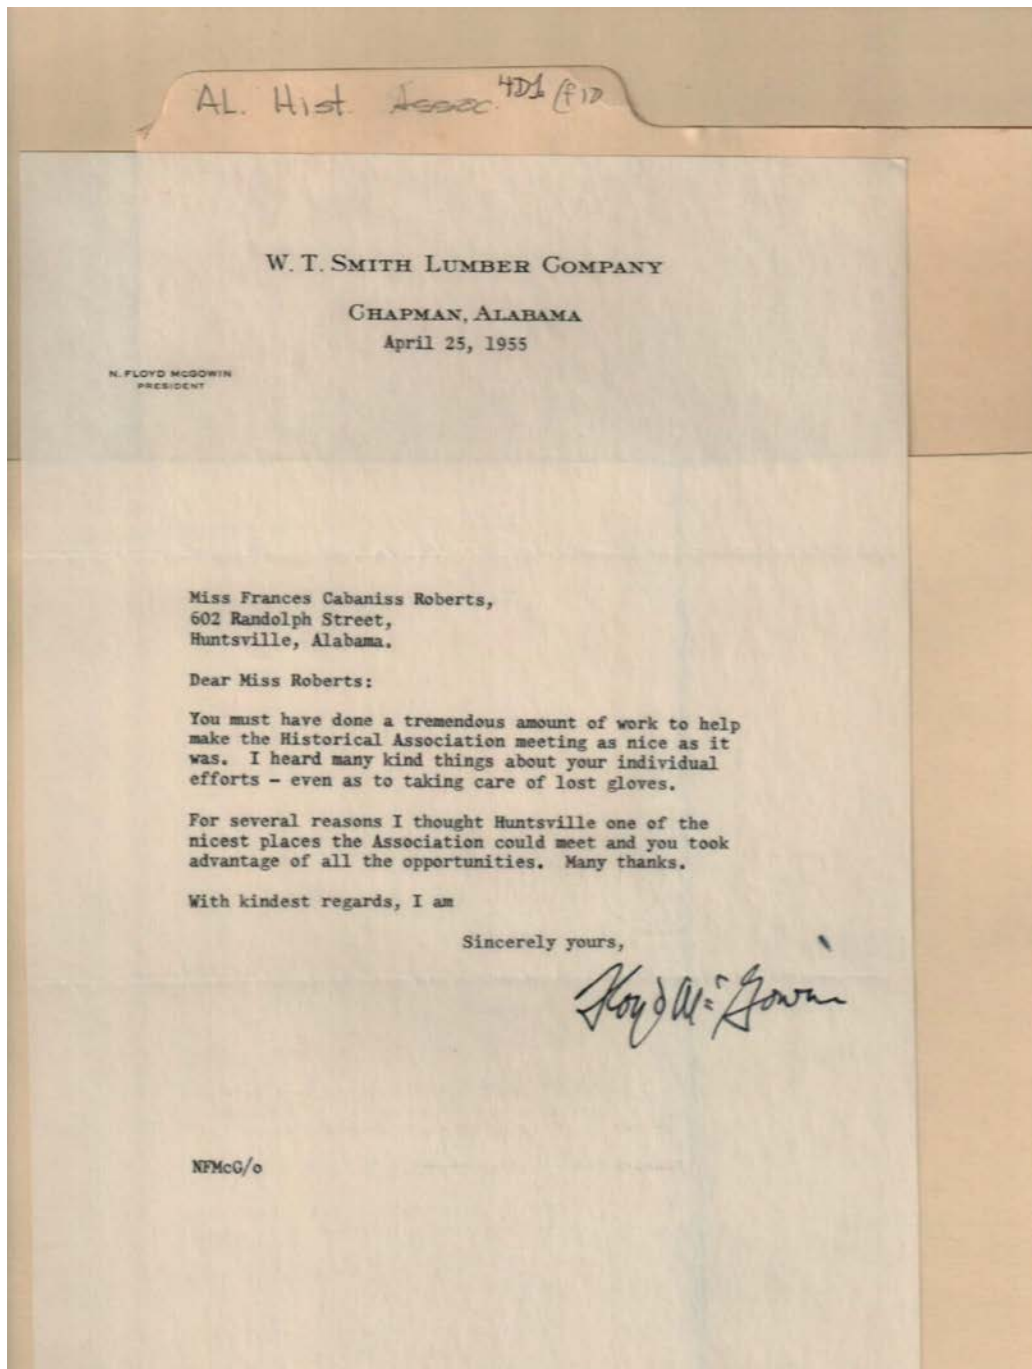 AL. Hist. Assoc. 4D1 (f1)
W. T. SMITH LUMBER COMPANY
CHAPMAN, ALABAMA
April 25, 1955
N. FLOYD MCGOWIN
PRESIDENT
Miss Frances Cabaniss Roberts,
602 Randolph Street,
Huntsville, Alabama.
Dear Miss Roberts:
You must have done a tremendous amount of work to help
make the Historical Association meeting as nice as it
was. I heard many kind things about your individual
efforts - even as to taking care of lost gloves.
For several reasons I thought Huntsville one of the
nicest places the Association could meet and you took
advantage of all the opportunities. Many thanks.
With kindest regards, I am
Sincerely yours,
Floyd McGowin
NFMcG/o